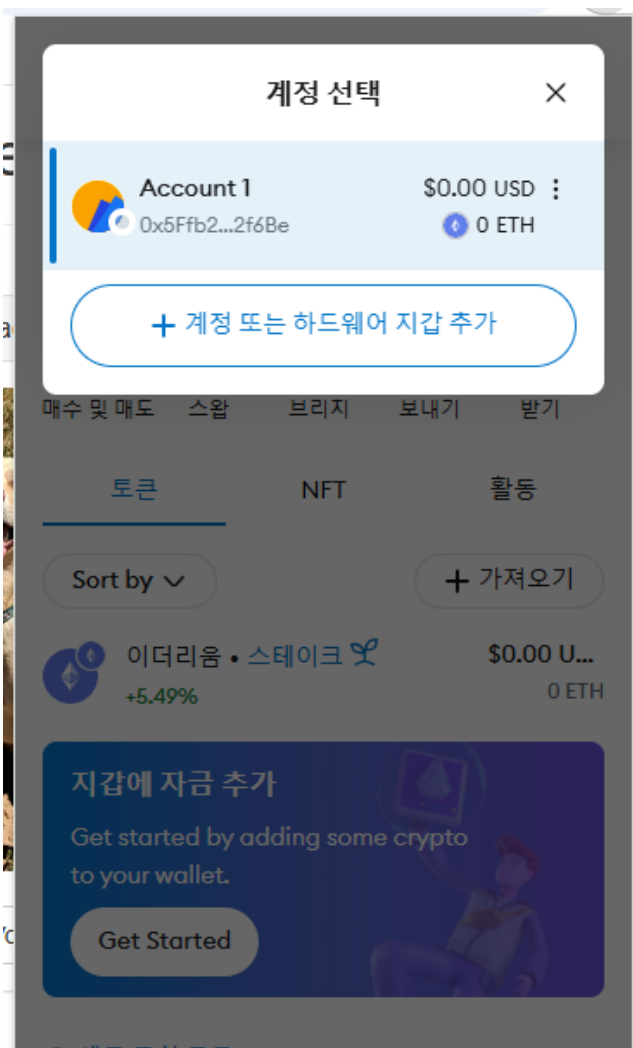 계정 선택
Account 1
$0.00 USD
0x5Ffb2...2f6Be
0 ETH
+ 계정 또는 하드웨어 지갑 추가
매수 및 매도 스왑 브리지 보내기 받기
토큰 NFT 활동
Sort by
+ 가져오기
이더리움 • 스테이크
$0.00 U...
+5.49%
0 ETH
지갑에 자금 추가
Get started by adding some crypto
to your wallet.
Get Started